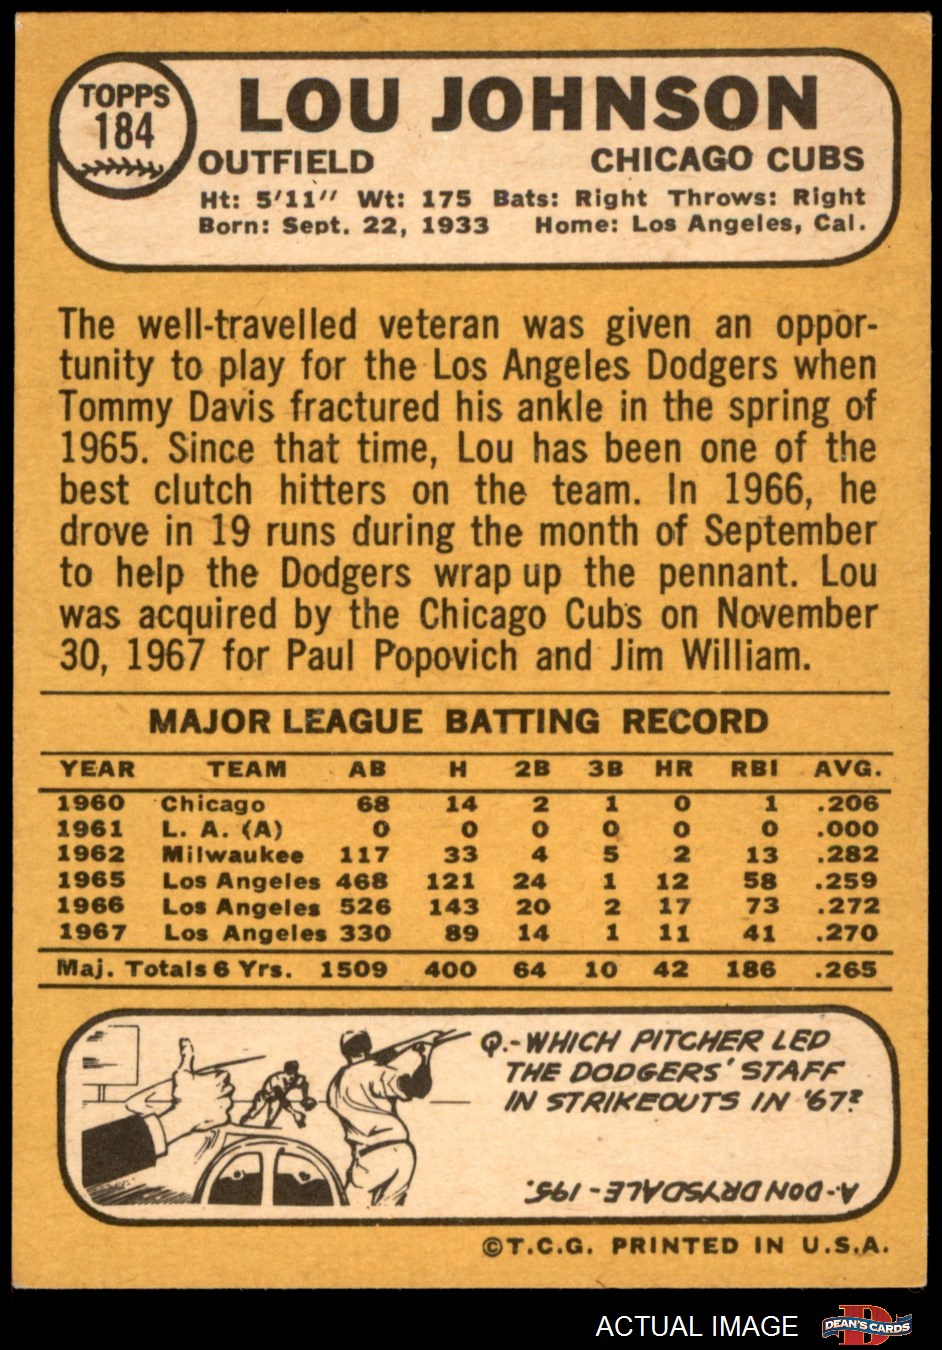 TOPPS
184
LOU JOHNSON
OUTFIELD CHICAGO CUBS
Ht: 5'11" Wt: 175 Bats: Right Throws: Right
Born: Sept. 22, 1933 Home: Los Angeles, Cal.
The well-travelled veteran was given an oppor-
tunity to play for the Los Angeles Dodgers when
Tommy Davis fractured his ankle in the spring of
1965. Since that time, Lou has been one of the
best clutch hitters on the team. In 1966, he
drove in 19 runs during the month of September
to help the Dodgers wrap up the pennant. Lou
was acquired by the Chicago Cubs on November
30, 1967 for Paul Popovich and Jim William.
MAJOR LEAGUE BATTING RECORD
YEAR TEAM AB H 2B 3B HR RBI AVG.
1960 Chicago 68 14 2 1 0 1 .206
1961 L. A. (A) 0 0 0 0 0 0 .000
1962 Milwaukee 117 33 4 5 2 13 .282
1965 Los Angeles 468 121 24 1 12 58 .259
1966 Los Angeles 526 143 20 2 17 73 .272
1967 Los Angeles 330 89 14 1 11 41 .270
Maj. Totals 6 Yrs. 1509 400 64 10 42 186 .265
Q.-WHICH PITCHER LED
THE DODGERS' STAFF
IN STRIKEOUTS IN '67?
A-DON DRYSDALE-195.
©T.C.G. PRINTED IN U.S.A.
ACTUAL IMAGE
DEAN'S CARDS